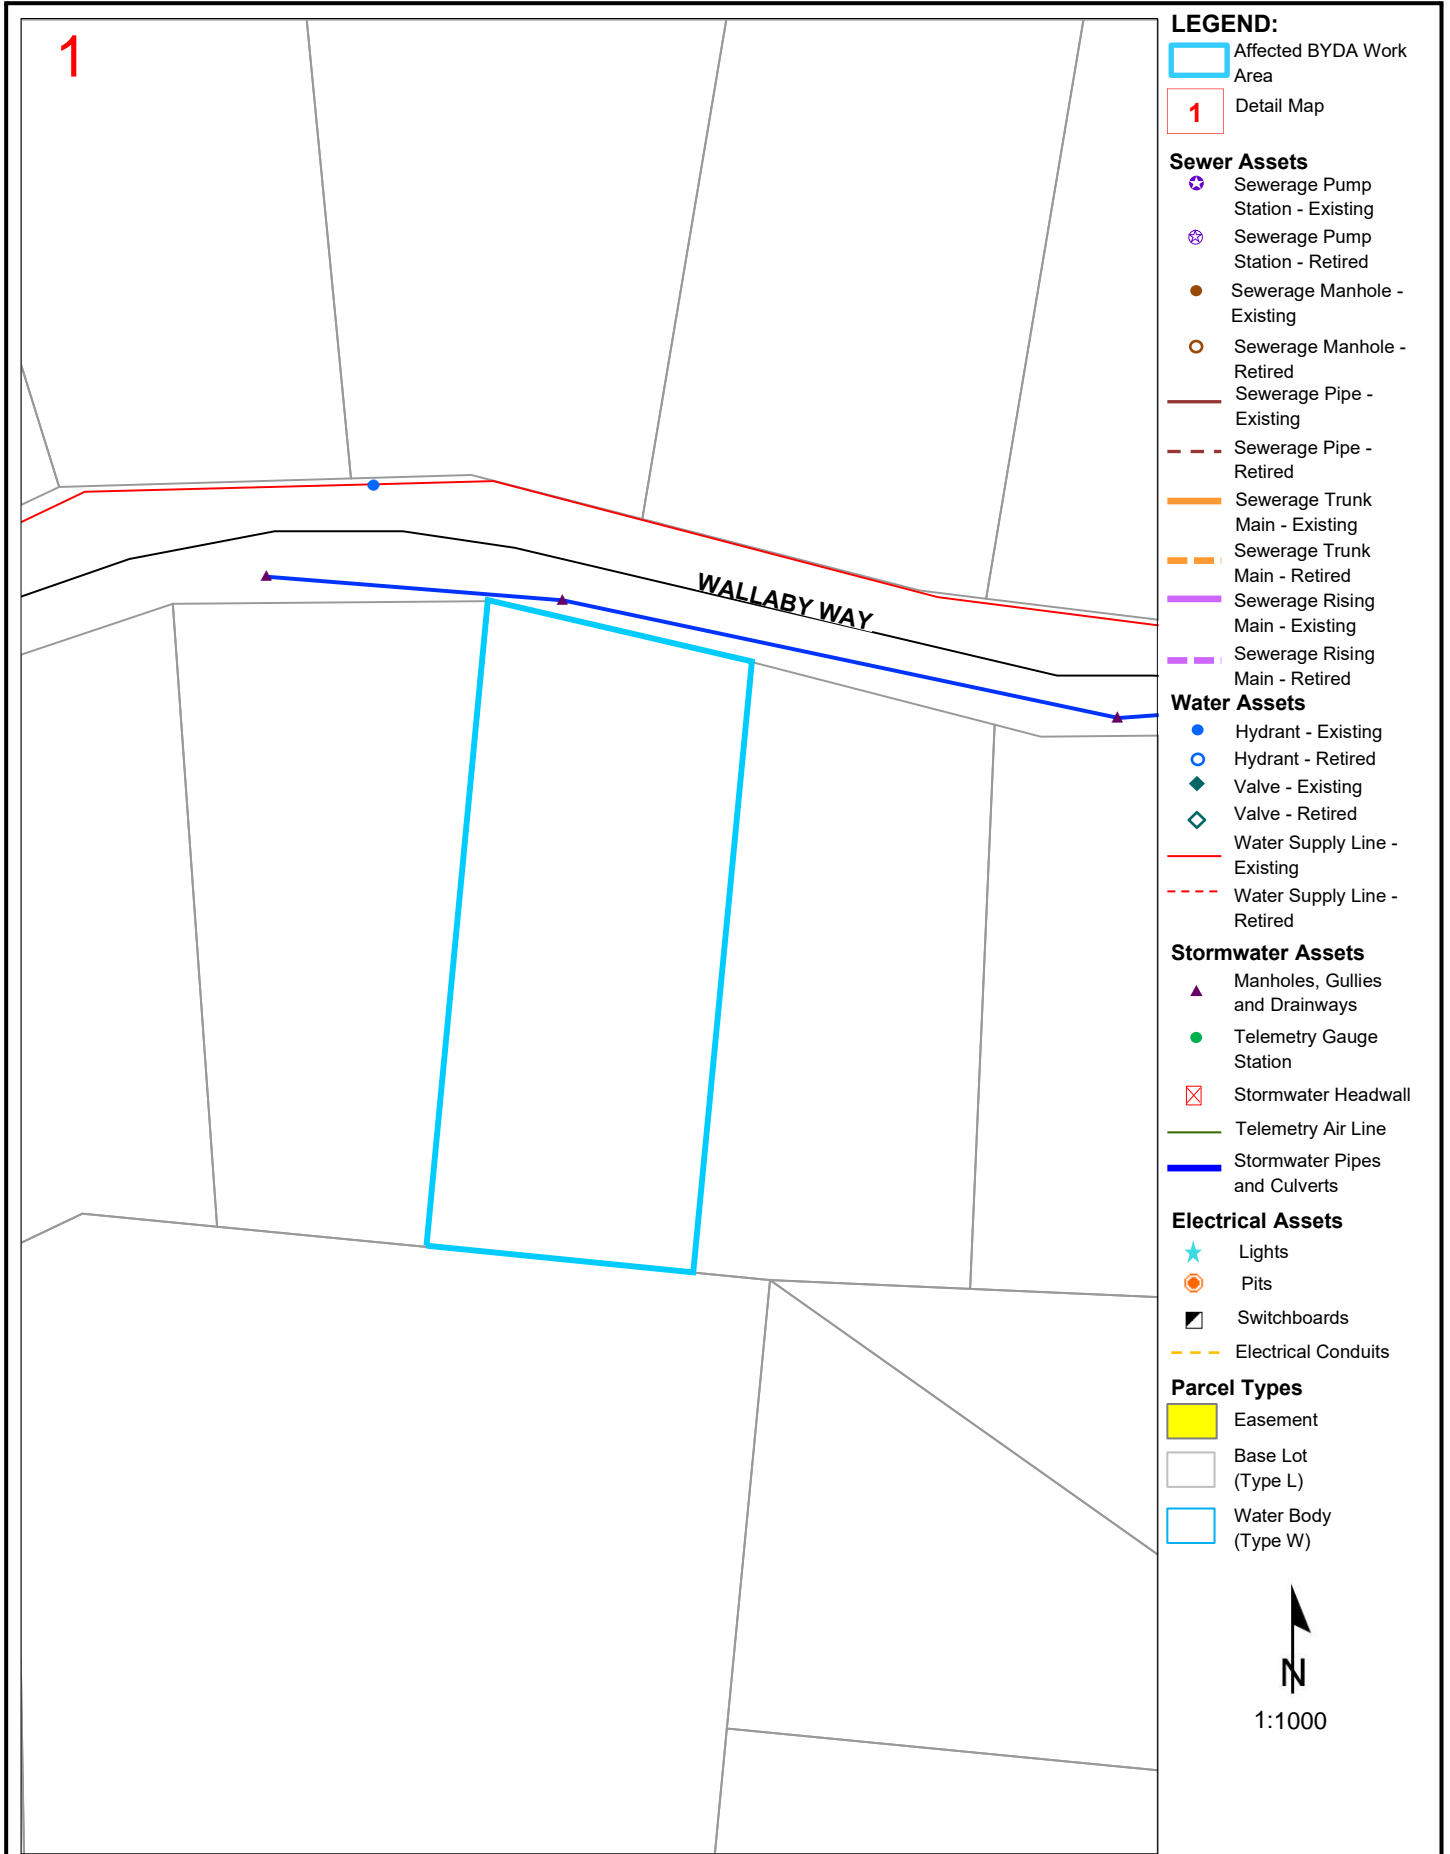 1
WALLABY WAY
LEGEND:
Affected BYDA Work
Area
1
Detail Map
Sewer Assets
Sewerage Pump
Station - Existing
Sewerage Pump
Station - Retired
Sewerage Manhole -
Existing
Sewerage Manhole -
Retired
Sewerage Pipe -
Existing
Sewerage Pipe -
Retired
Sewerage Trunk
Main - Existing
Sewerage Trunk
Main - Retired
Sewerage Rising
Main - Existing
Sewerage Rising
Main - Retired
Water Assets
Hydrant - Existing
Hydrant - Retired
Valve - Existing
Valve - Retired
Water Supply Line -
Existing
Water Supply Line -
Retired
Stormwater Assets
Manholes, Gullies
and Drainways
Telemetry Gauge
Station
Stormwater Headwall
Telemetry Air Line
Stormwater Pipes
and Culverts
Electrical Assets
Lights
Pits
Switchboards
Electrical Conduits
Parcel Types
Easement
Base Lot
(Type L)
Water Body
(Type W)
N
1:1000